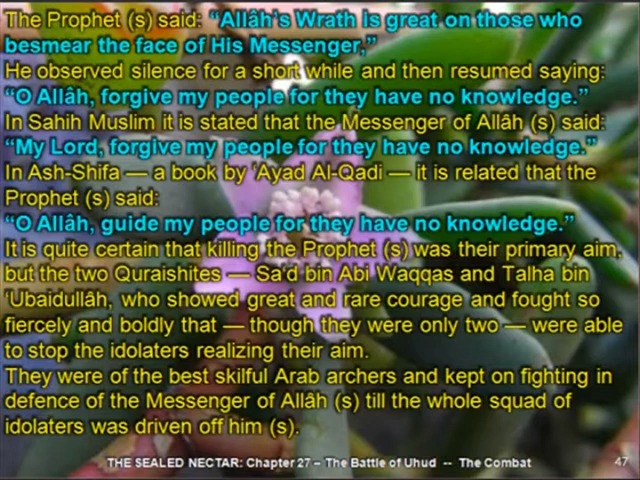 The Prophet (s) said: “Allâh's Wrath is great on those who
besmear the face of His Messenger,”
He observed silence for a short while and then resumed saying:
“O Allâh, forgive my people for they have no knowledge.”
In Sahih Muslim it is stated that the Messenger of Allâh (s) said:
“My Lord, forgive my people for they have no knowledge.”
In Ash-Shifa — a book by 'Ayad Al-Qadi — it is related that the
Prophet (s) said:
“O Allâh, guide my people for they have no knowledge.”
It is quite certain that killing the Prophet (s) was their primary aim,
but the two Quraishites — Sa'd bin Abi Waqqas and Talha bin
'Ubaidullâh, who showed great and rare courage and fought so
fiercely and boldly that — though they were only two — were able
to stop the idolaters realizing their aim.
They were of the best skilful Arab archers and kept on fighting in
defence of the Messenger of Allâh (s) till the whole squad of
idolaters was driven off him (s).
THE SEALED NECTAR: Chapter 27 – The Battle of Uhud -- The Combat
47